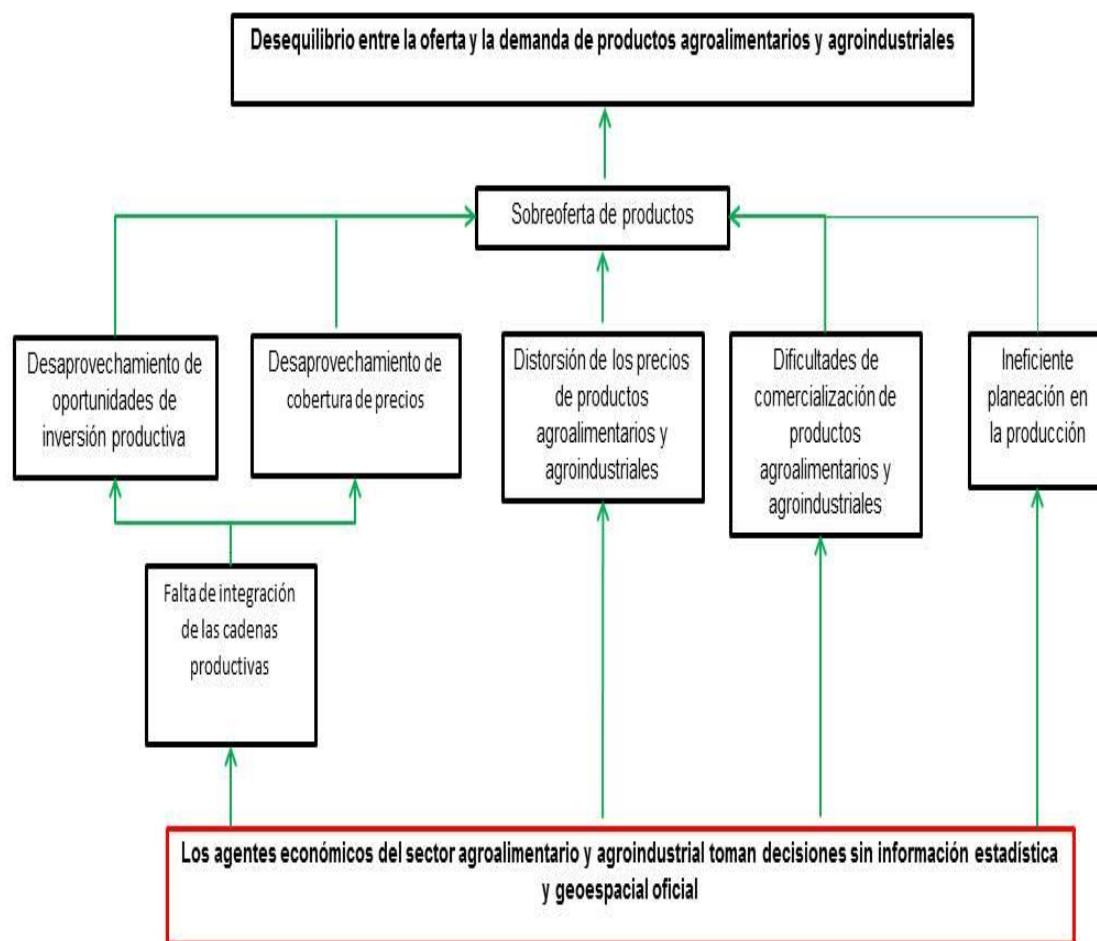 Desequilibrio entre la oferta y la demanda de productos agroalimentarios y agroindustriales
Sobreoferta de productos
Desaprovechamiento de
oportunidades de
inversión productiva
Desaprovechamiento de
cobertura de precios
Distorsión de los precios
de productos
agroalimentarios y
agroindustriales
Dificultades de
comercialización de
productos
agroalimentarios y
agroindustriales
Ineficiente
planeación en
la producción
Falta de integración
de las cadenas
productivas
Los agentes económicos del sector agroalimentario y agroindustrial toman decisiones sin información estadística
y geoespacial oficial